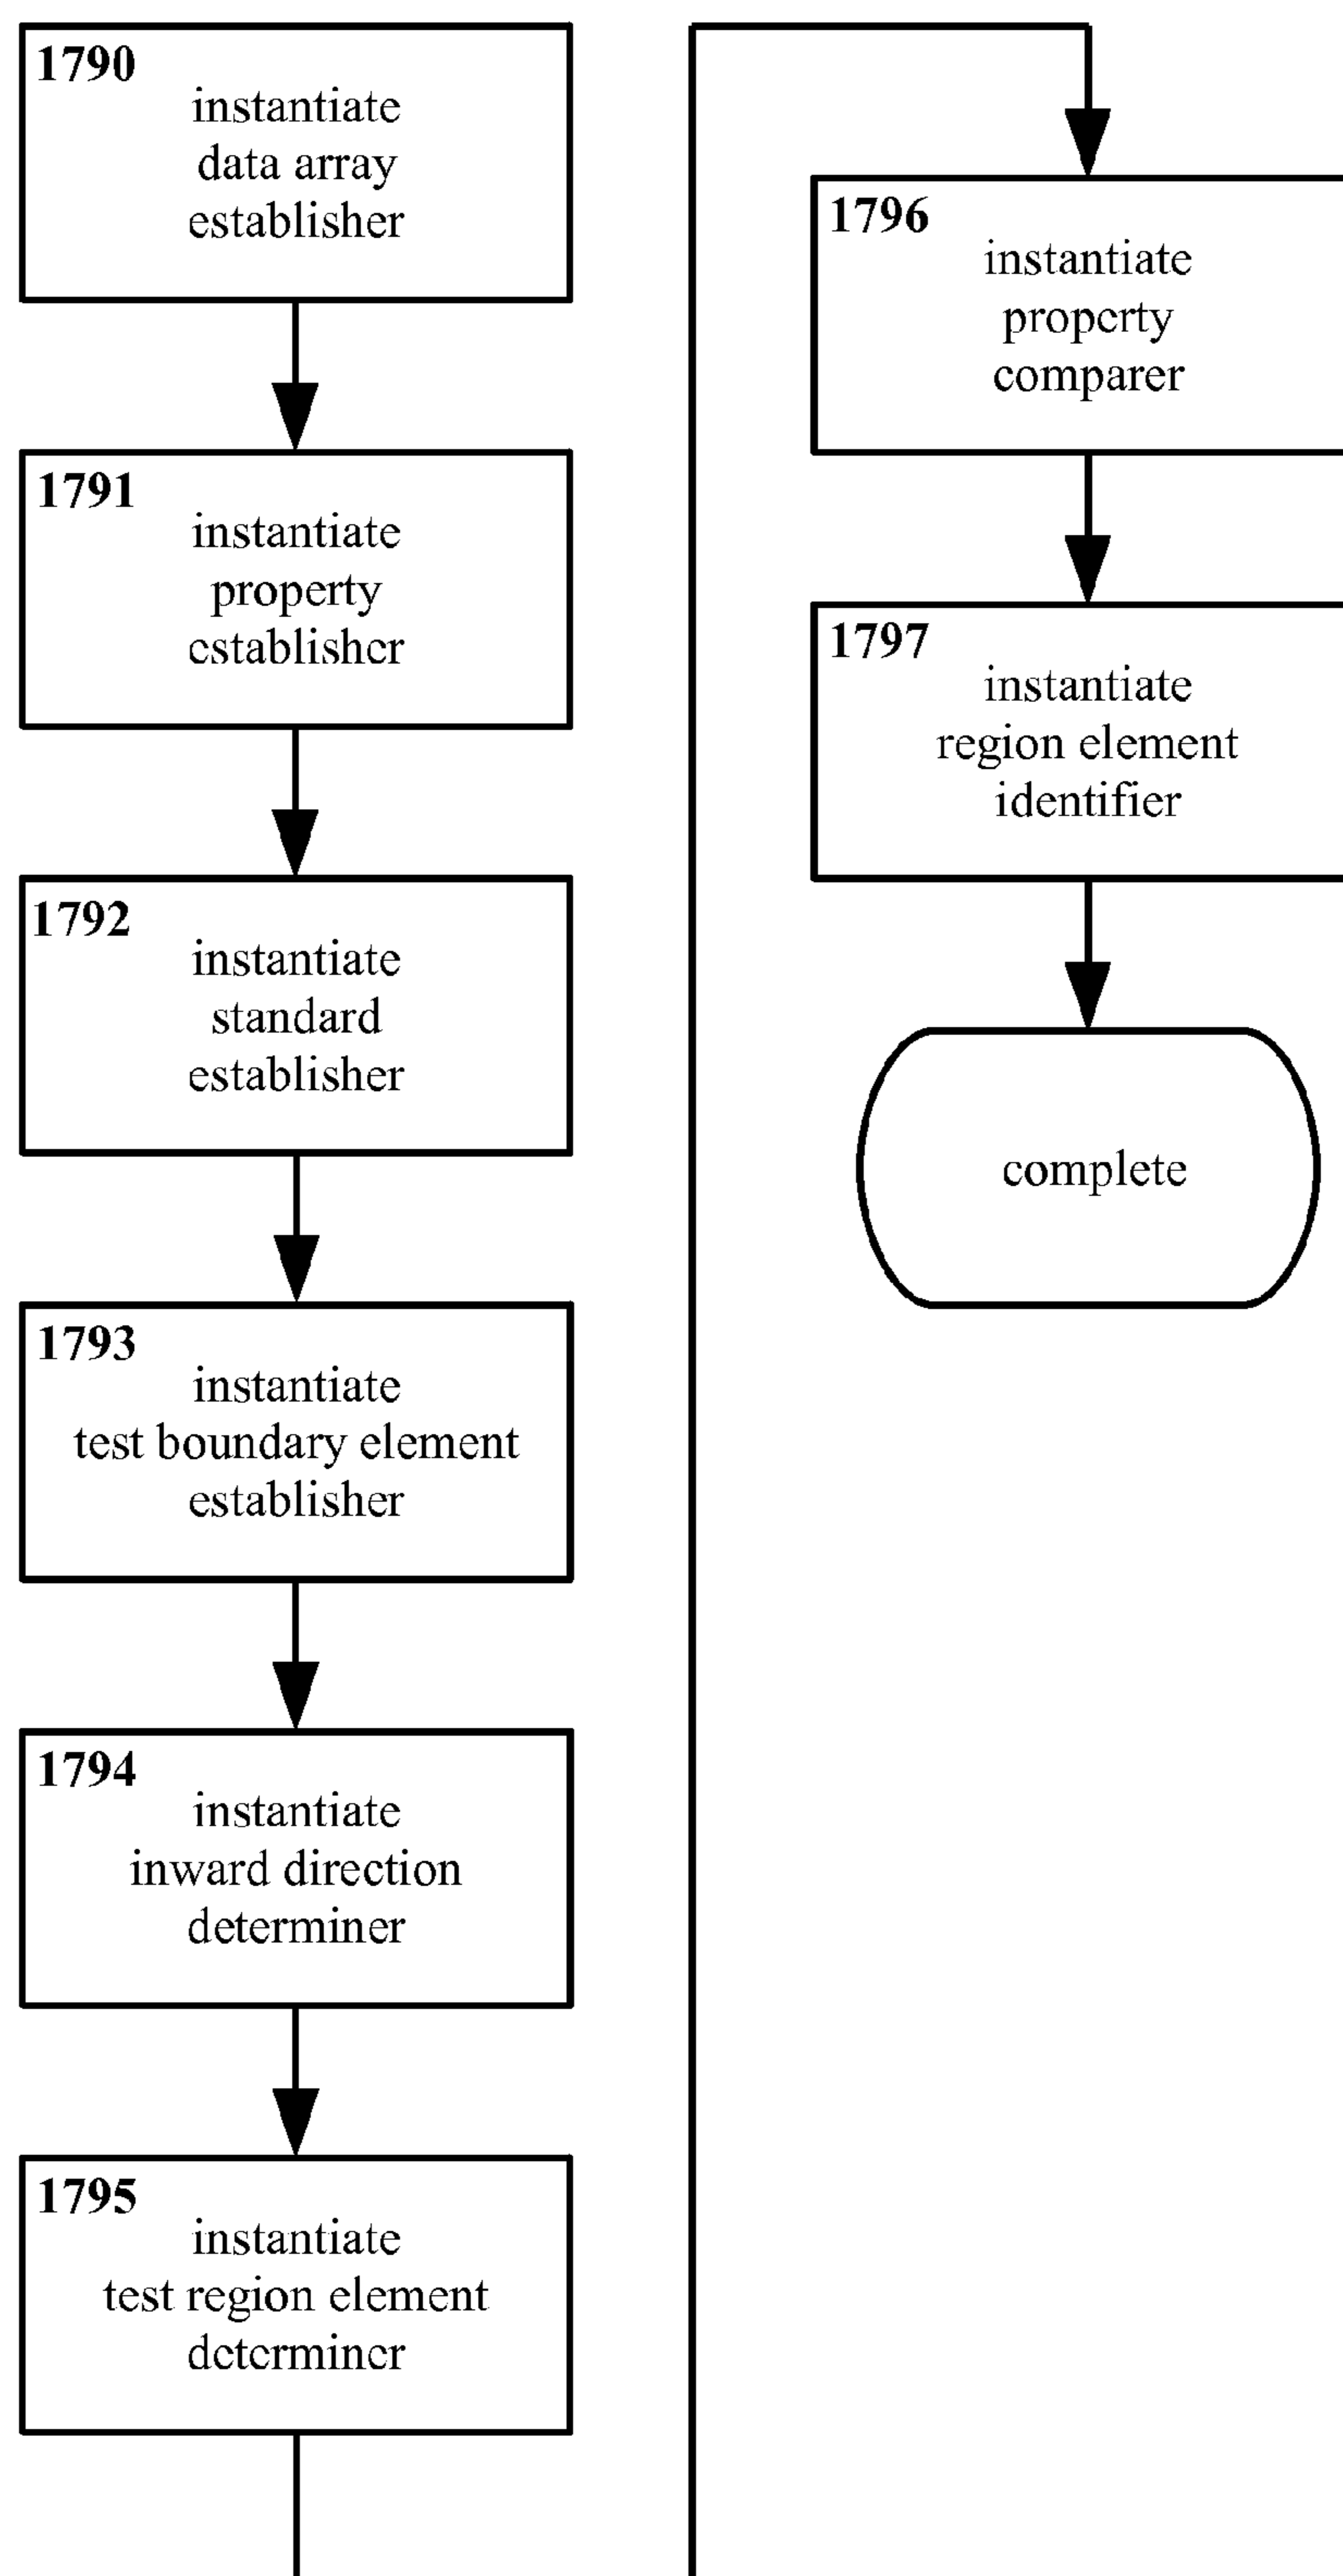 1790
instantiate
data array
establisher
1791
instantiate
property
establisher
1792
instantiate
standard
establisher
1793
instantiate
test boundary element
establisher
1794
instantiate
inward direction
determiner
1795
instantiate
test region element
determiner
1796
instantiate
property
comparer
1797
instantiate
region element
identifier
complete